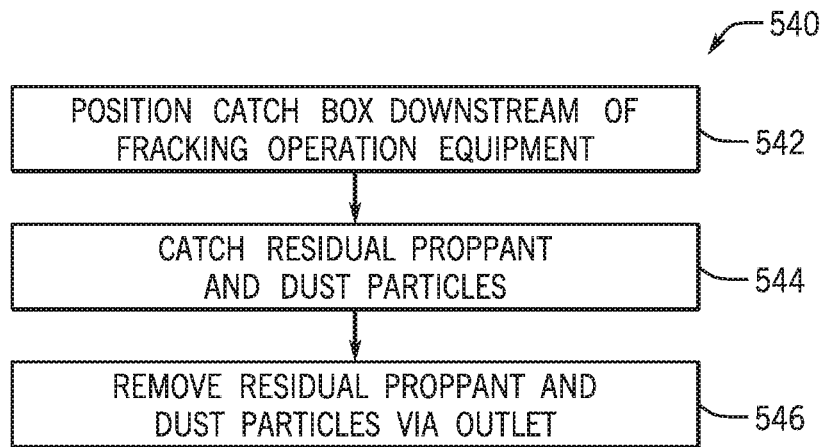 540
POSITION CATCH BOX DOWNSTREAM OF
FRACKING OPERATION EQUIPMENT
542
CATCH RESIDUAL PROPPANT
AND DUST PARTICLES
544
REMOVE RESIDUAL PROPPANT AND
DUST PARTICLES VIA OUTLET
546